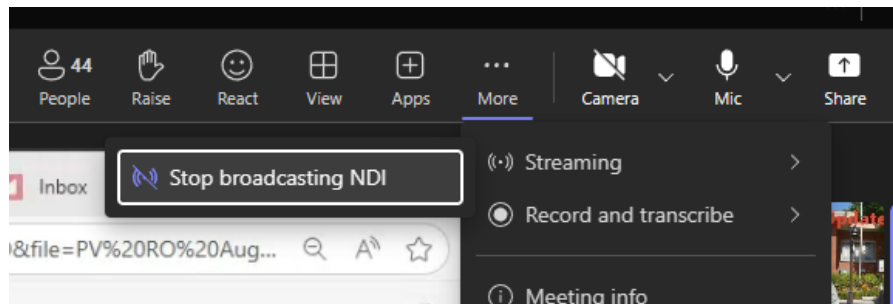 44
People
Raise
React
View
Apps
More
Camera
Mic
Share
Stop broadcasting NDI
Streaming
Inbox
Record and transcribe
Update
&file=PV%20RO%20Aug...
Meeting info